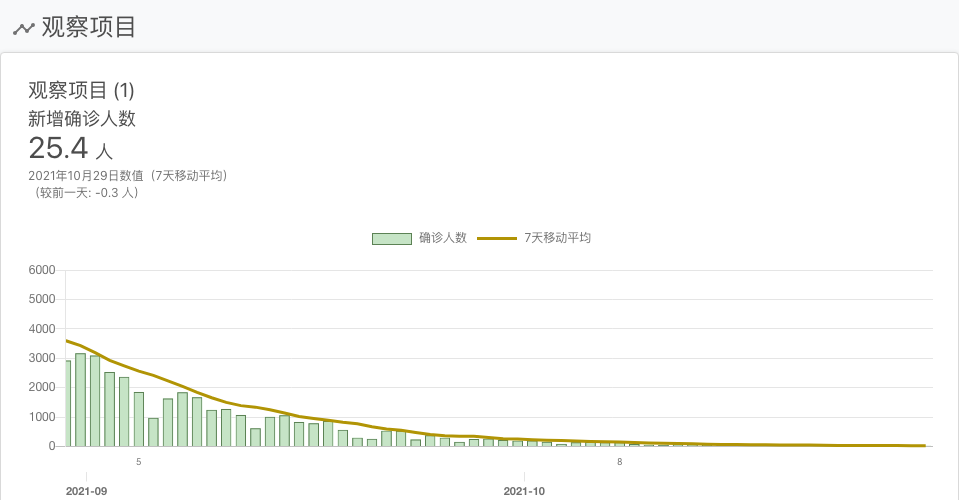 观察项目
观察项目 (1)
新增确诊人数
25.4 人
2021年10月29日数值（7天移动平均）
（较前一天: -0.3 人）
确诊人数 7天移动平均
6000
5000
4000
3000
2000
1000
0
5 8
2021-09 2021-10